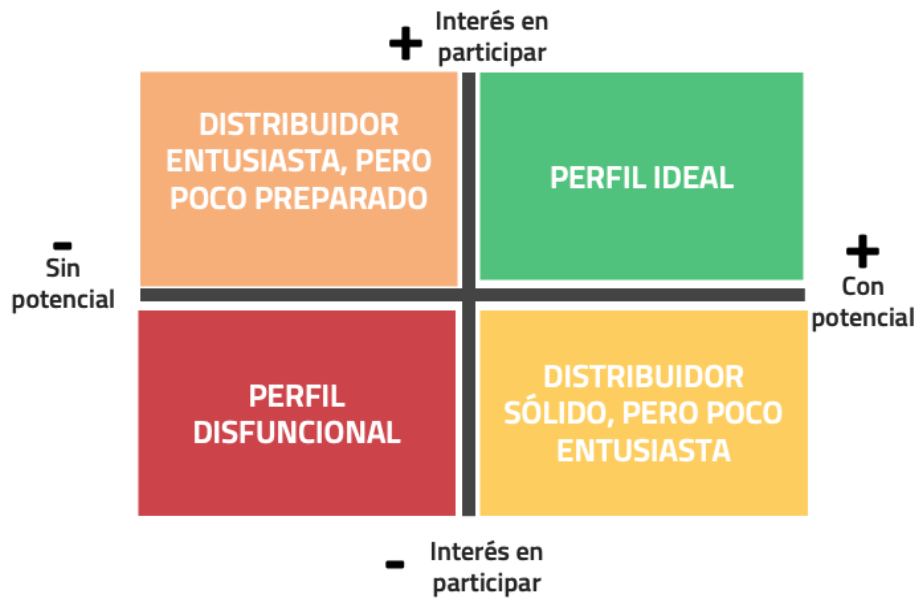 + Interés en
participar
DISTRIBUIDOR
ENTUSIASTA, PERO
POCO PREPARADO
PERFIL IDEAL
-
Sin
potencial
+
Con
potencial
PERFIL
DISFUNCIONAL
DISTRIBUIDOR
SÓLIDO, PERO POCO
ENTUSIASTA
- Interés en
participar